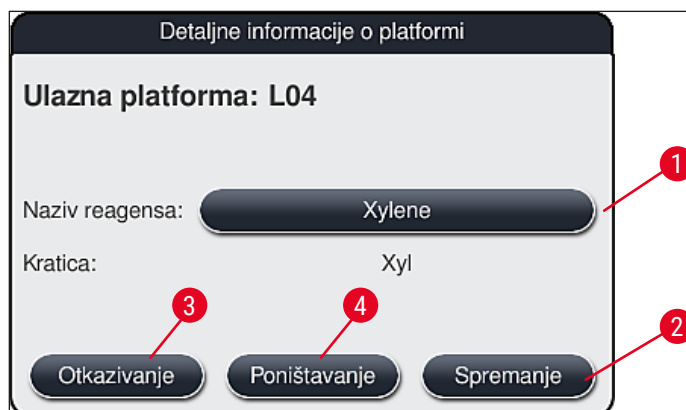 Detaljne informacije o platformi
Ulazna platforma: L04
1
Naziv reagensa: Xylene
Kratica: Xyl
3 4
2
Otkazivanje Poništavanje Spremanje